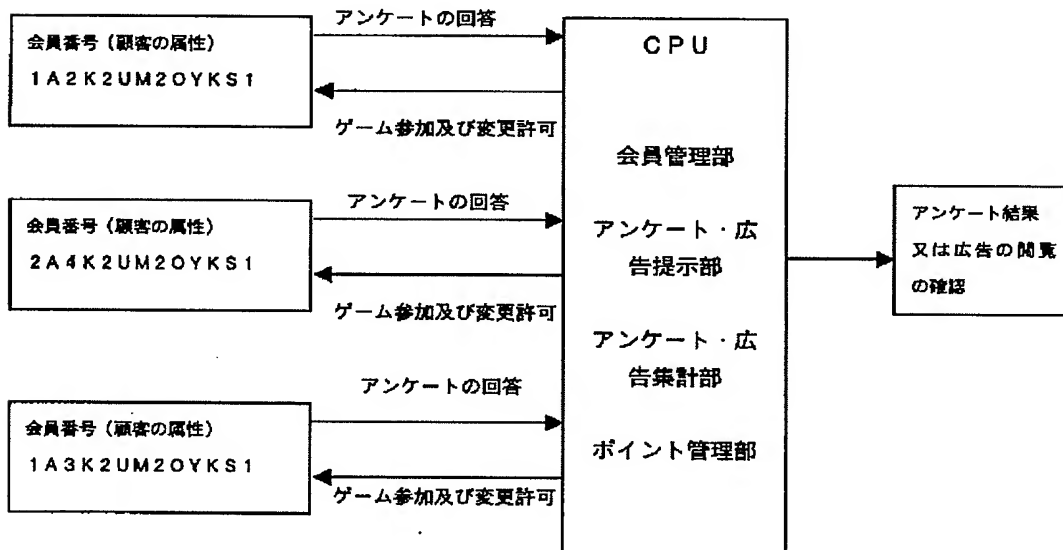 アンケートの回答
会員番号（顧客の属性）
1A2K2UM2OYKS1
ゲーム参加及び変更許可
アンケートの回答
会員番号（顧客の属性）
2A4K2UM2OYKS1
ゲーム参加及び変更許可
アンケートの回答
会員番号（顧客の属性）
1A3K2UM2OYKS1
ゲーム参加及び変更許可
CPU
会員管理部
アンケート・広
告提示部
アンケート・広
告集計部
ポイント管理部
アンケート結果
又は広告の閲覧
の確認